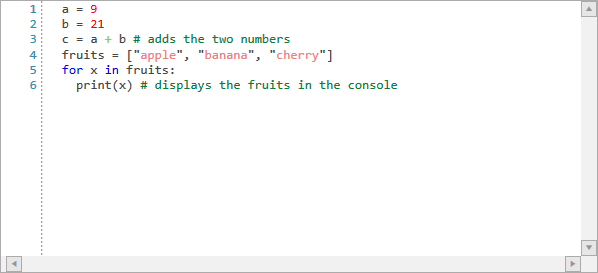 1 a = 9
2 b = 21
3 c = a + b # adds the two numbers
4 fruits = ["apple", "banana", "cherry"]
5 for x in fruits:
6   print(x) # displays the fruits in the console